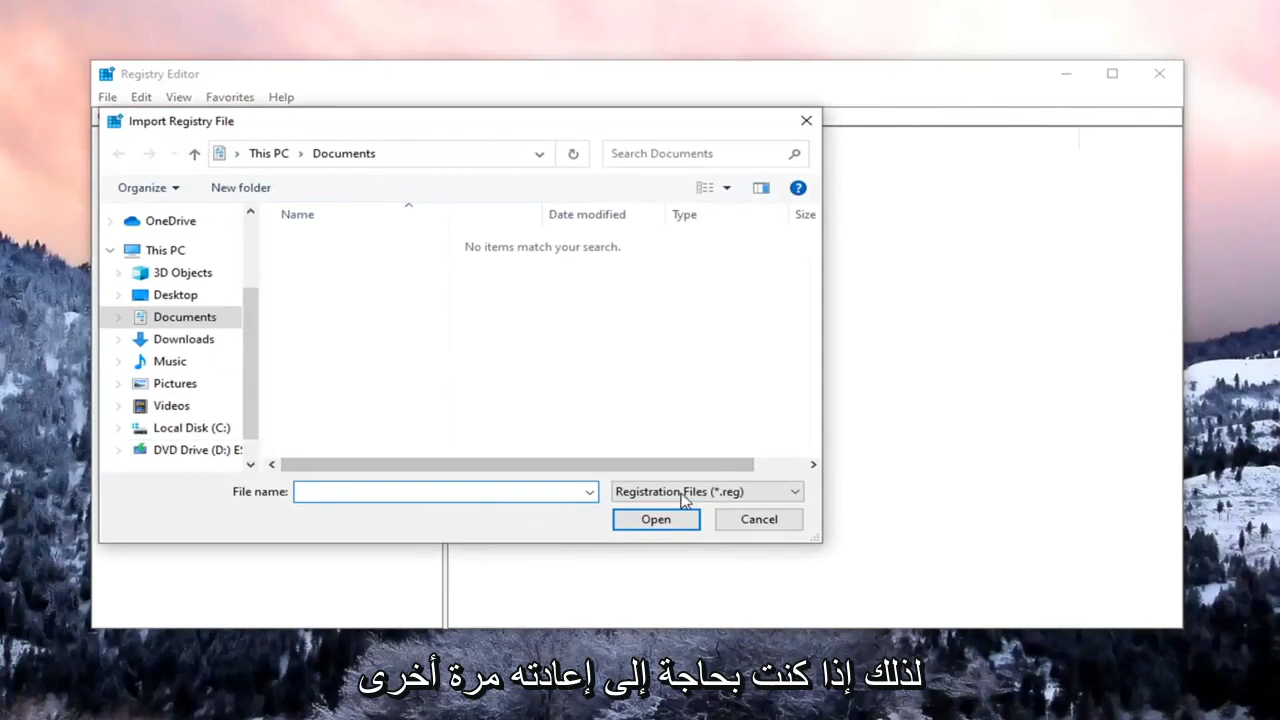 Registry Editor
File Edit View Favorites Help
Import Registry File
This PC > Documents
Search Documents
Organize New folder
Name Date modified Type Size
No items match your search.
OneDrive
This PC
3D Objects
Desktop
Documents
Downloads
Music
Pictures
Videos
Local Disk (C:)
DVD Drive (D:) ES
File name:
Registration Files (*.reg)
Open Cancel
لذلك إذا كنت بحاجة إلى إعادته مرة أخرى